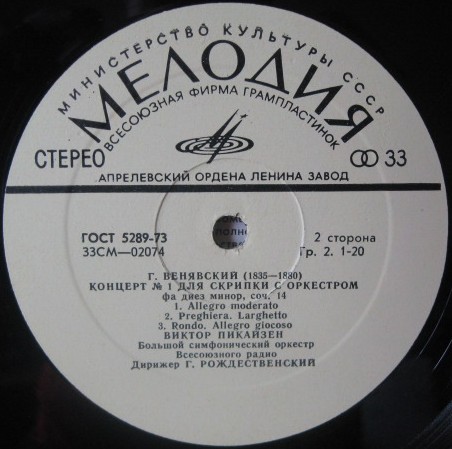 МИНИСТЕРСТВО КУЛЬТУРЫ СССР
МЕЛОДИЯ
ВСЕСОЮЗНАЯ ФИРМА ГРАМПЛАСТИНОК
СТЕРЕО
33
АПРЕЛЕВСКИЙ ОРДЕНА ЛЕНИНА ЗАВОД
ГОСТ 5289-73
33СМ—02074
2 сторона
Гр. 2. 1-20
Г. ВЕНЯВСКИЙ (1835—1880)
КОНЦЕРТ № 1 ДЛЯ СКРИПКИ С ОРКЕСТРОМ
фа диез минор, соч. 14
1. Allegro moderato
2. Preghiera. Larghetto
3. Rondo. Allegro giocoso
ВИКТОР ПИКАЙЗЕН
Большой симфонический оркестр
Всесоюзного радио
Дирижер Г. РОЖДЕСТВЕНСКИЙ